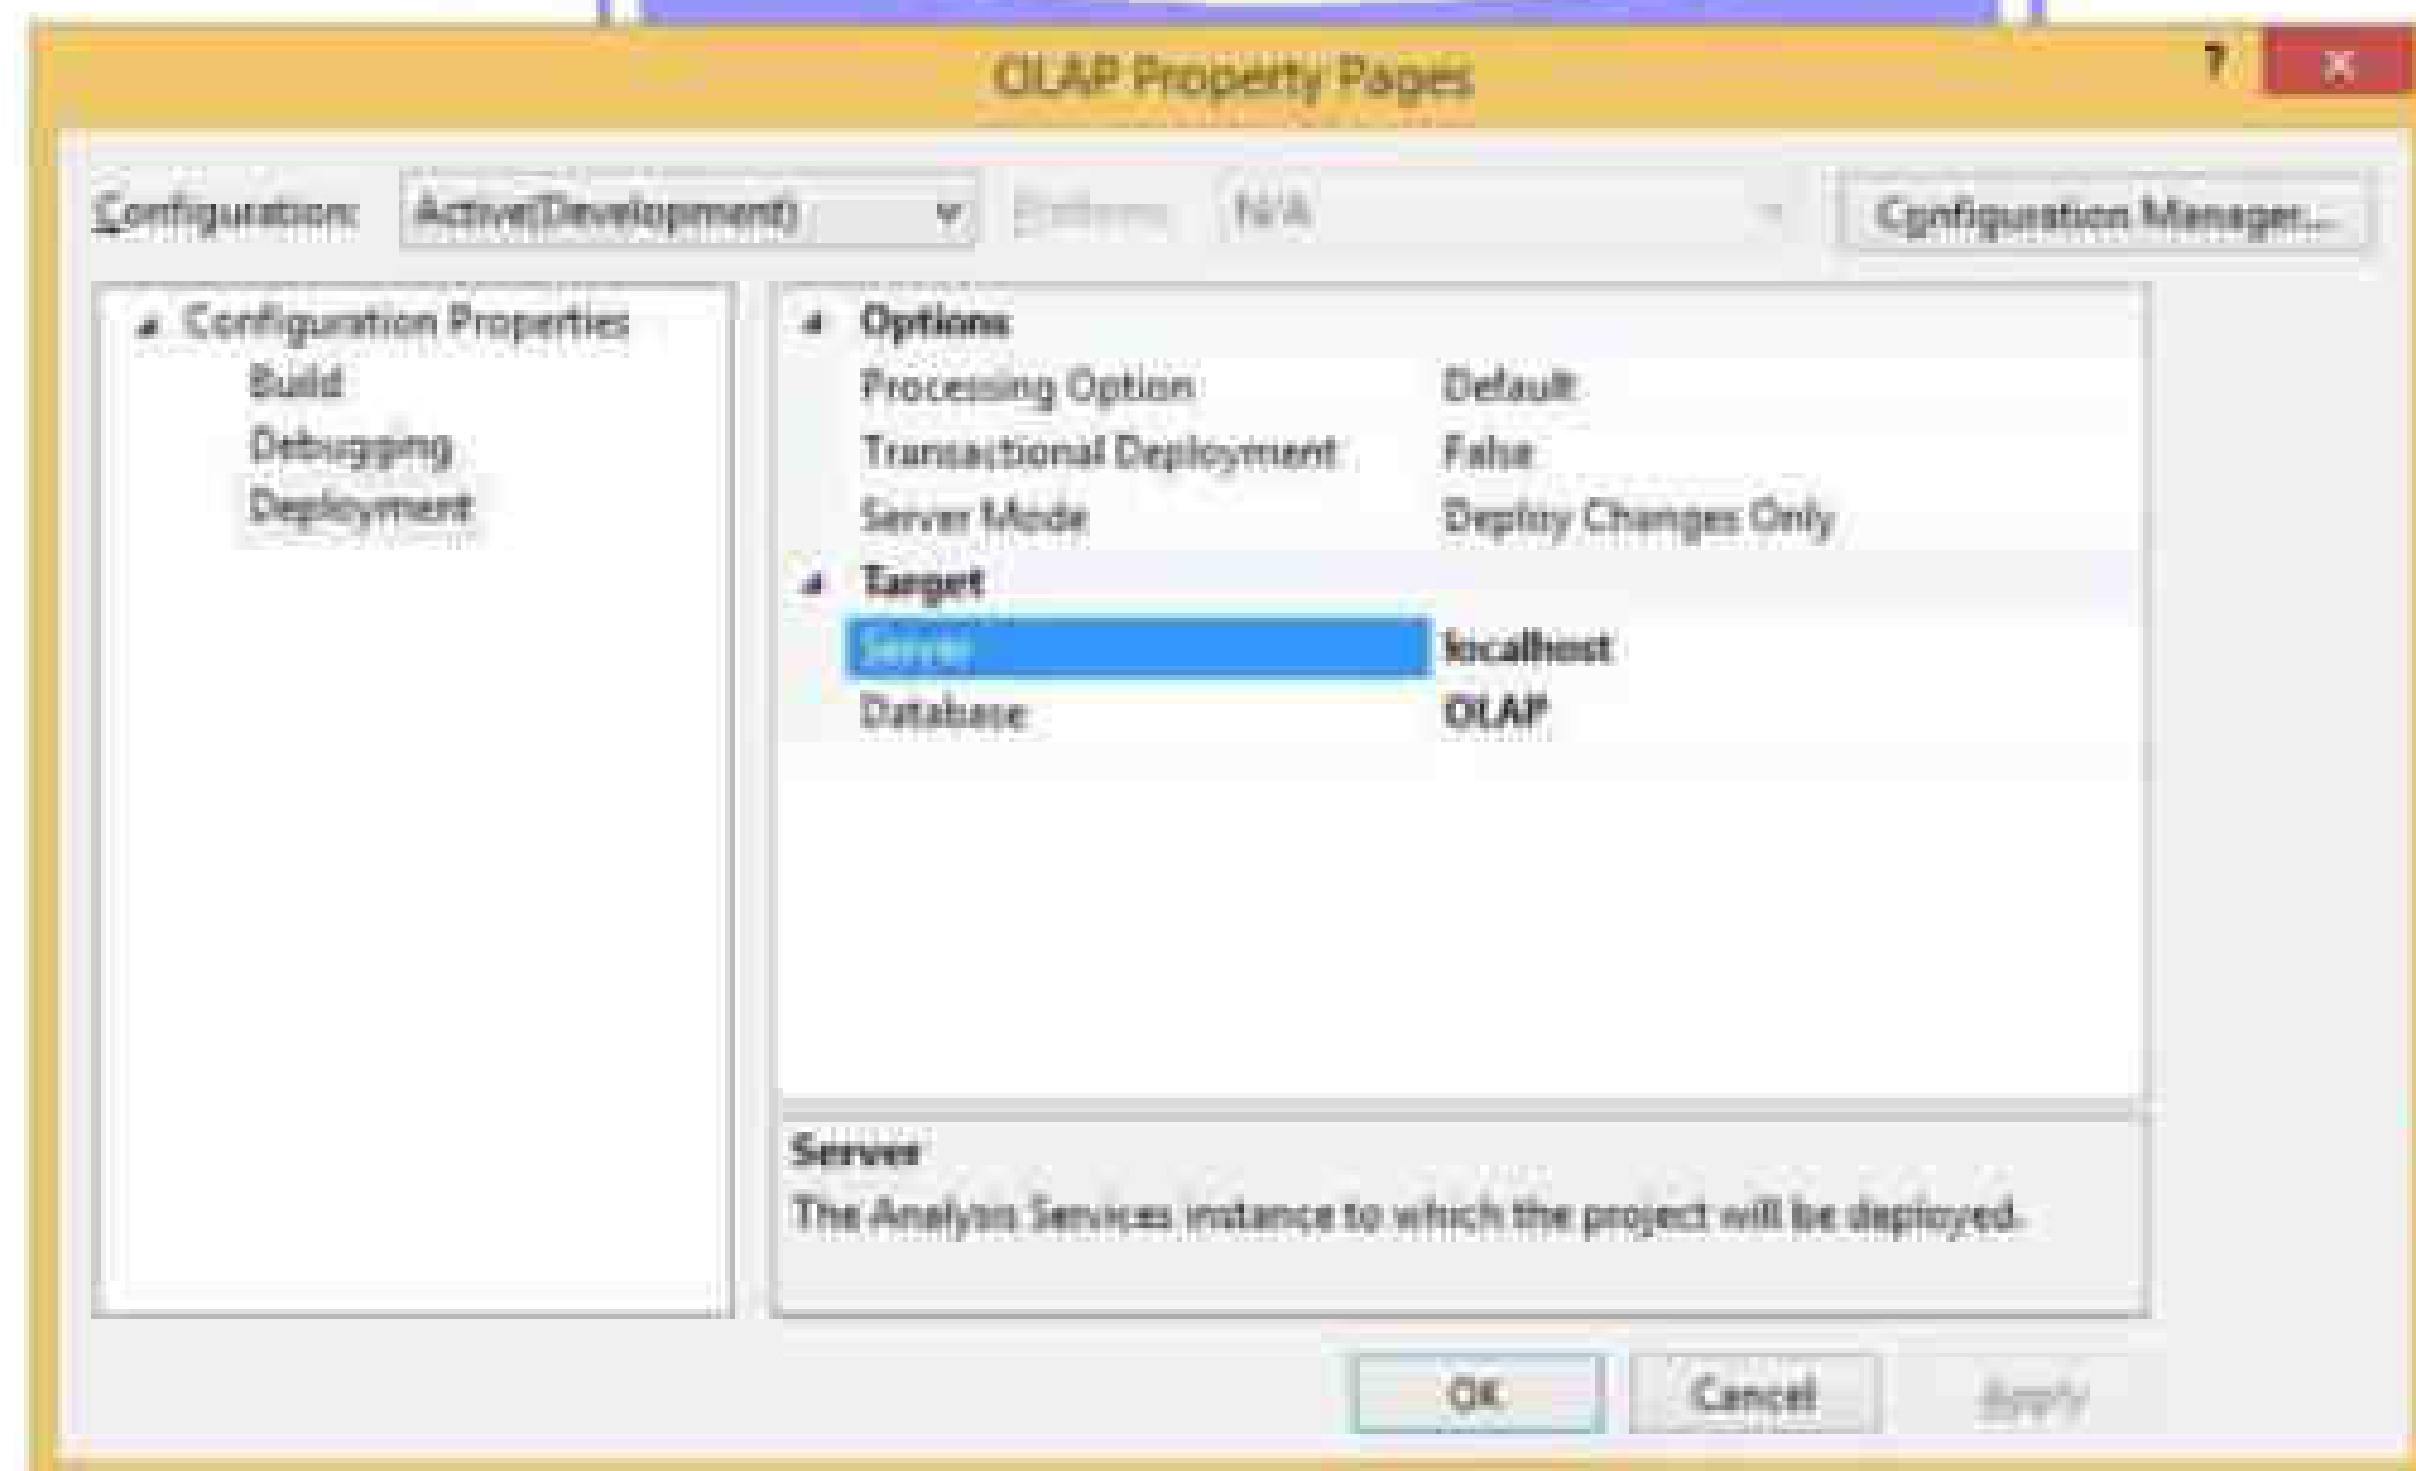 OLAP Property Pages
? x
Configuration: Active(Development) N/A Configuration Manager...
Configuration Properties
Build
Debugging
Deployment
Options
Processing Option Default
Transactional Deployment False
Server Mode Deploy Changes Only
Target
Server localhost
Database OLAP
Server
The Analysis Services instance to which the project will be deployed.
OK Cancel Apply